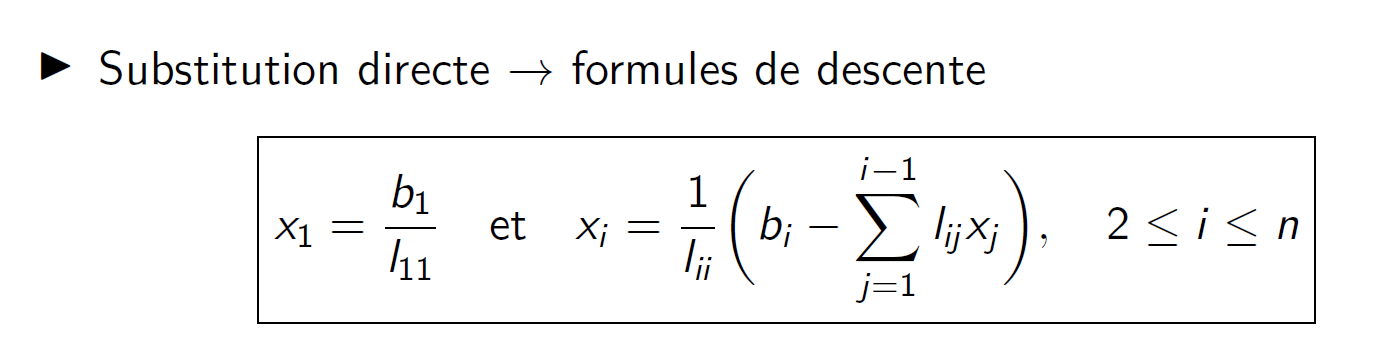 ▶ Substitution directe → formules de descente
x₁ = b₁/l₁₁ et xᵢ = 1/lᵢᵢ (bᵢ − ∑_{j=1}^{i−1} lᵢⱼxⱼ), 2 ≤ i ≤ n